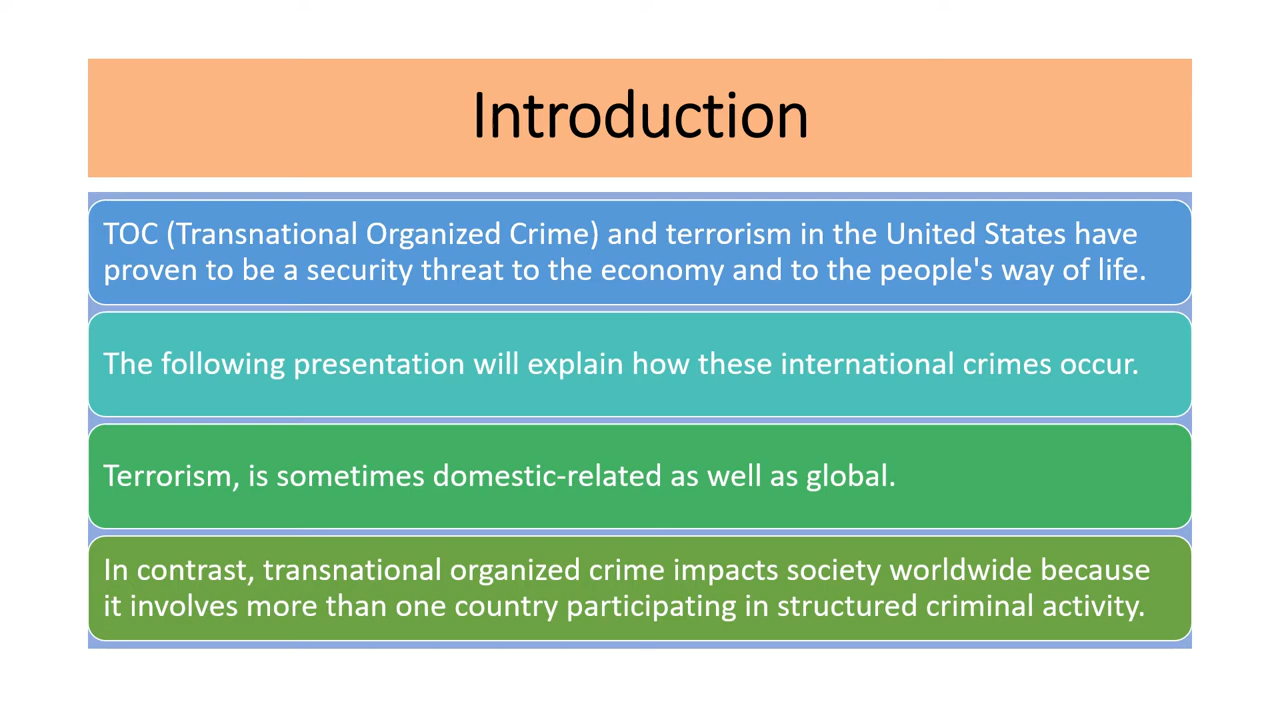 Introduction
TOC (Transnational Organized Crime) and terrorism in the United States have
proven to be a security threat to the economy and to the people's way of life.
The following presentation will explain how these international crimes occur.
Terrorism, is sometimes domestic-related as well as global.
In contrast, transnational organized crime impacts society worldwide because
it involves more than one country participating in structured criminal activity.